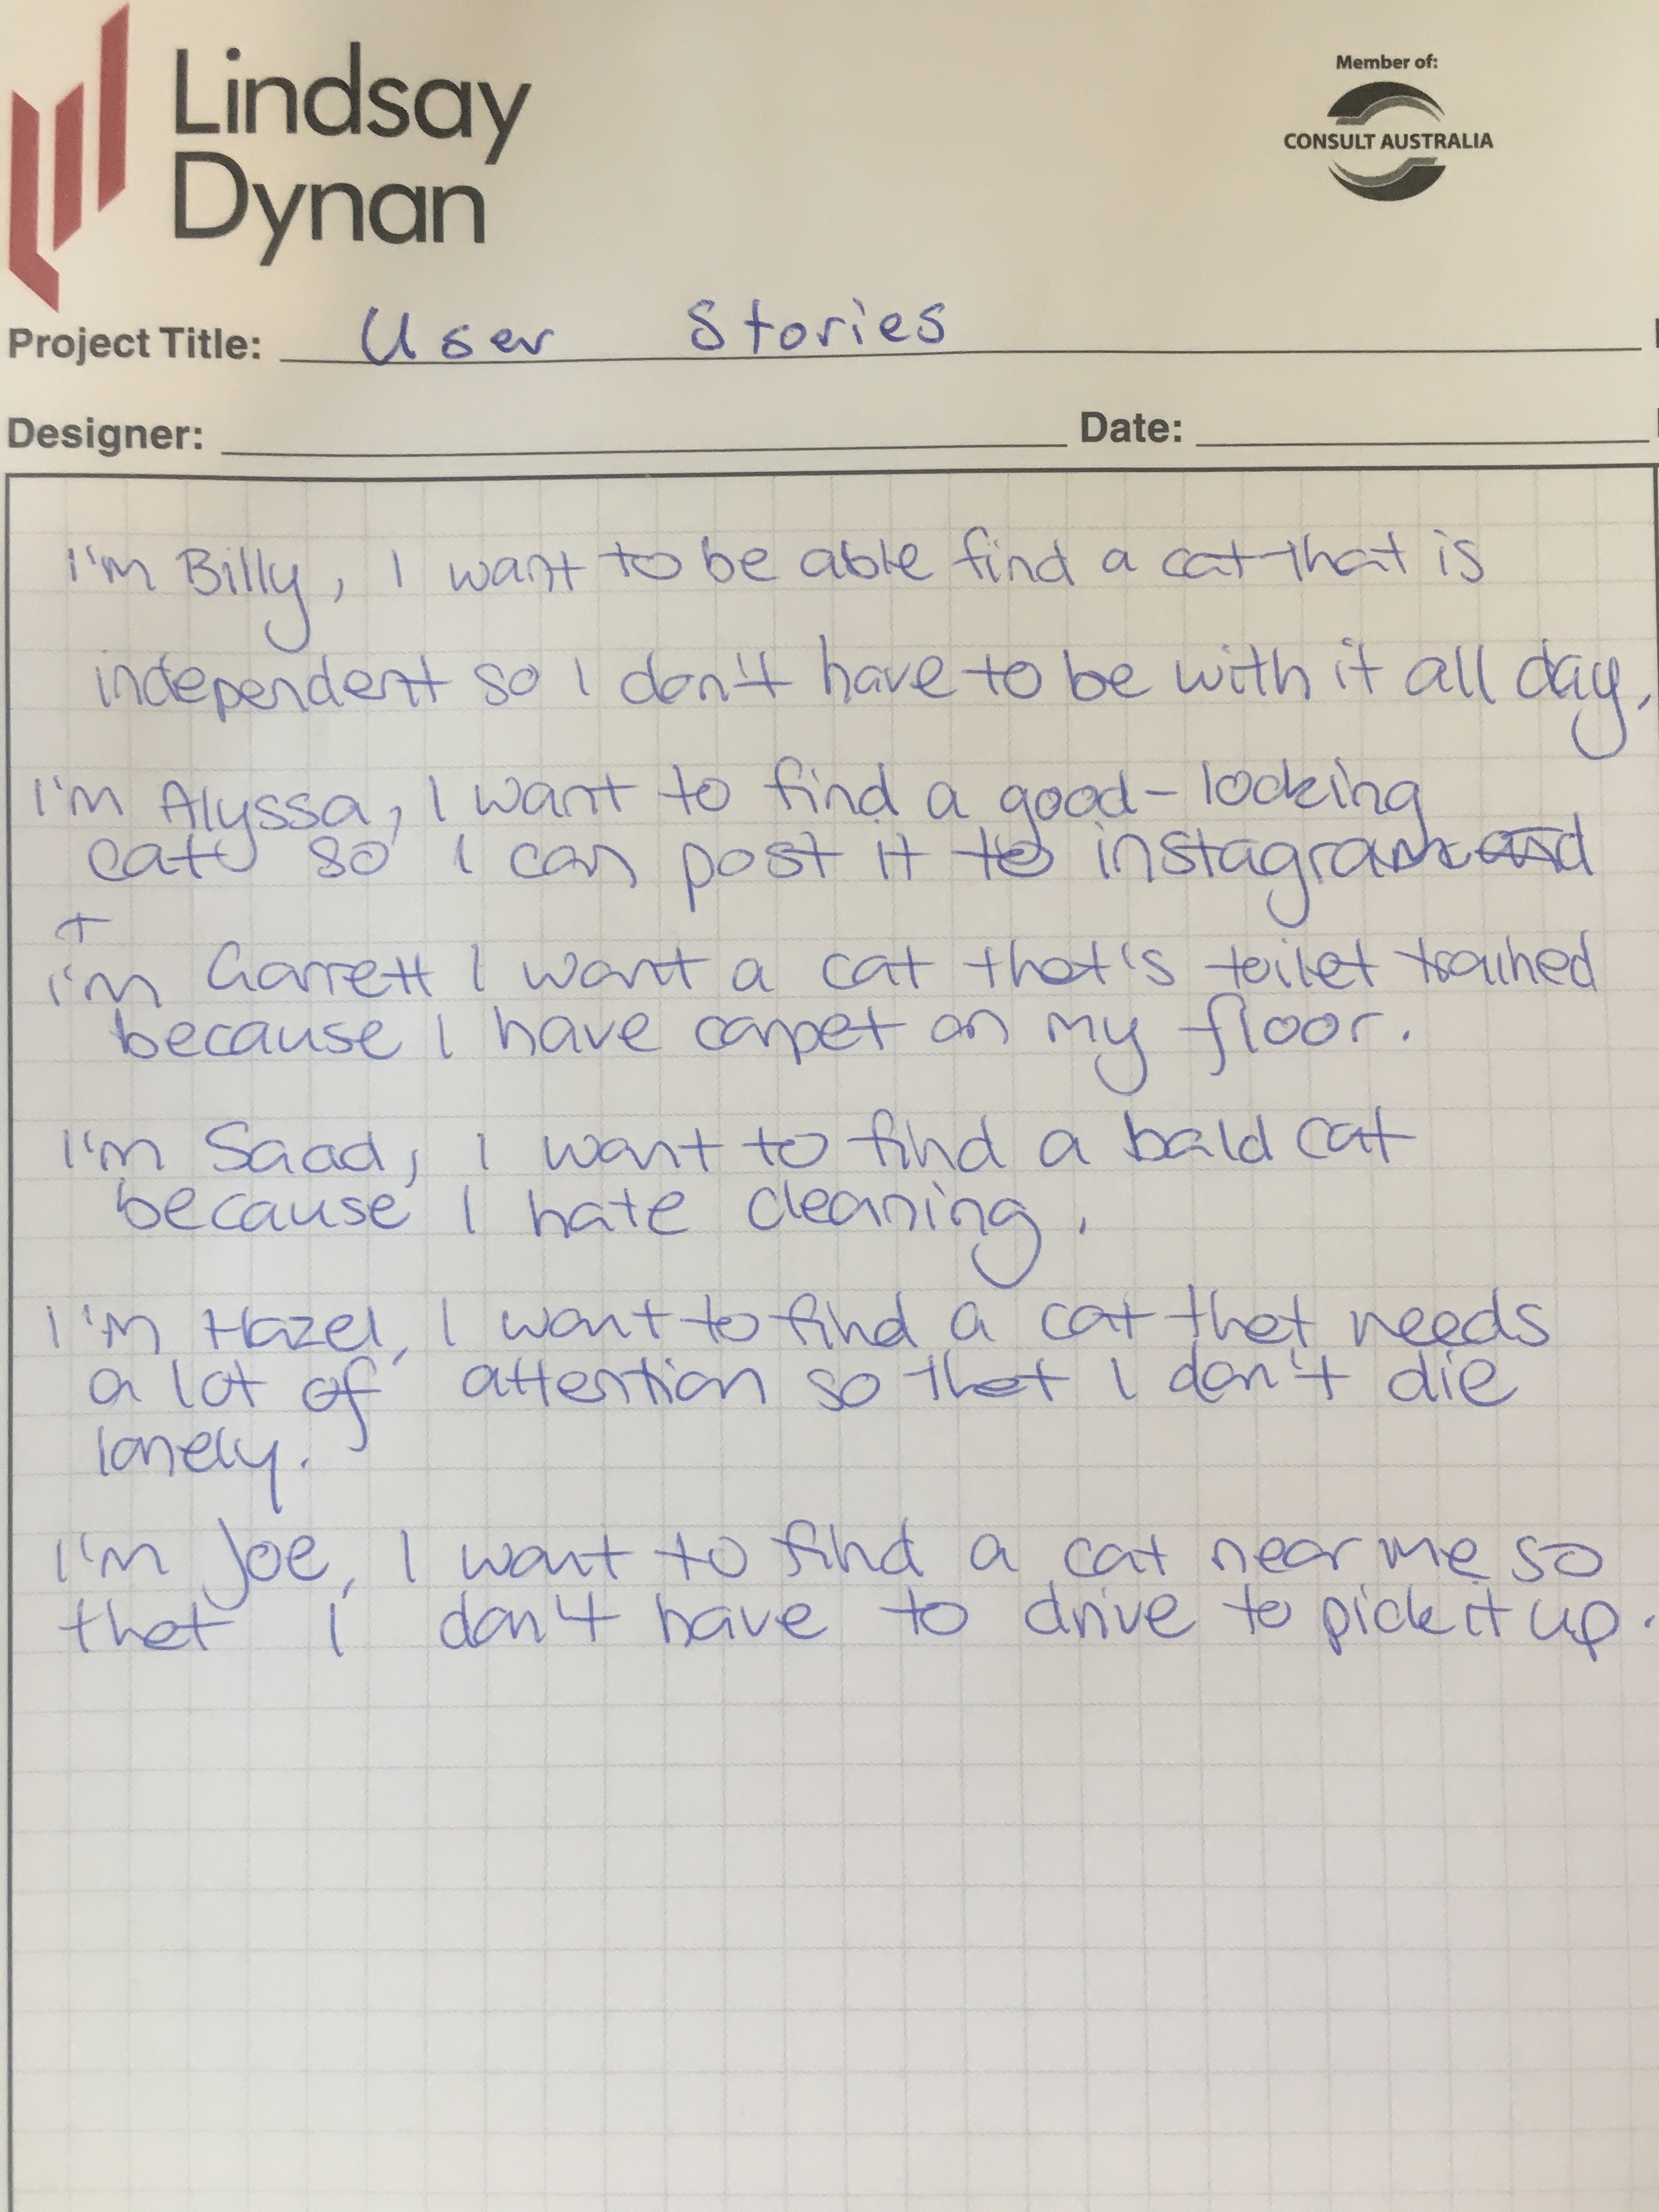 Lindsay
Dynan
Member of:
CONSULT AUSTRALIA
Project Title: User Stories
Designer: Date:
I'm Billy, I want to be able find a cat that is
independent so I don't have to be with it all day.
I'm Alyssa, I want to find a good-looking
cat so I can post it to instagram and
I'm Garrett I want a cat that's toilet trained
because I have carpet on my floor.
I'm Saad, I want to find a bald cat
because I hate cleaning.
I'm Hazel, I want to find a cat that needs
a lot of attention so that I don't die
lonely.
I'm Joe, I want to find a cat near me so
that I don't have to drive to pick it up.